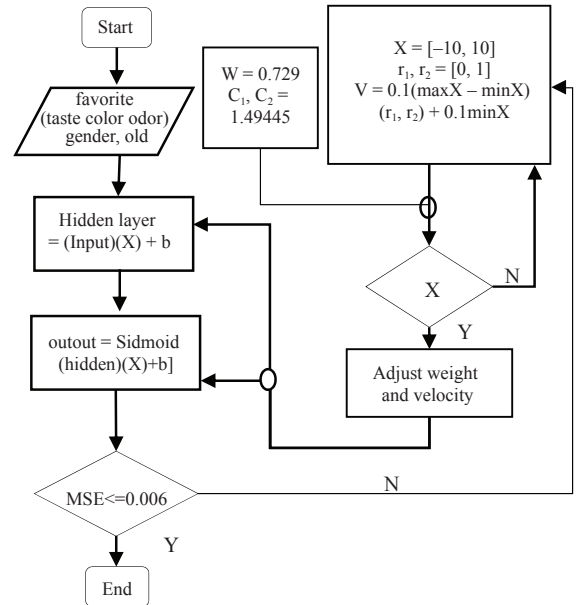 Start
favorite
(taste color odor)
gender, old
Hidden layer
= (Input)(X) + b
outout = Sidmoid
(hidden)(X)+b]
MSE<=0.006
Y
End
W = 0.729
C₁, C₂ =
1.49445
X = [–10, 10]
r₁, r₂ = [0, 1]
V = 0.1(maxX – minX)
(r₁, r₂) + 0.1minX
X
N
Y
Adjust weight
and velocity
N